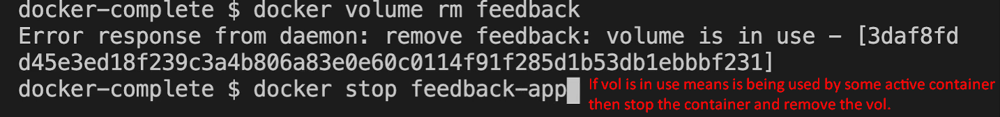 docker-complete $ docker volume rm feedback
Error response from daemon: remove feedback: volume is in use - [3daf8fd
d45e3ed18f239c3a4b806a83e0e60c0114f91f285d1b53db1ebbbf231]
docker-complete $ docker stop feedback-app
If vol is in use means is being used by some active container
then stop the container and remove the vol.